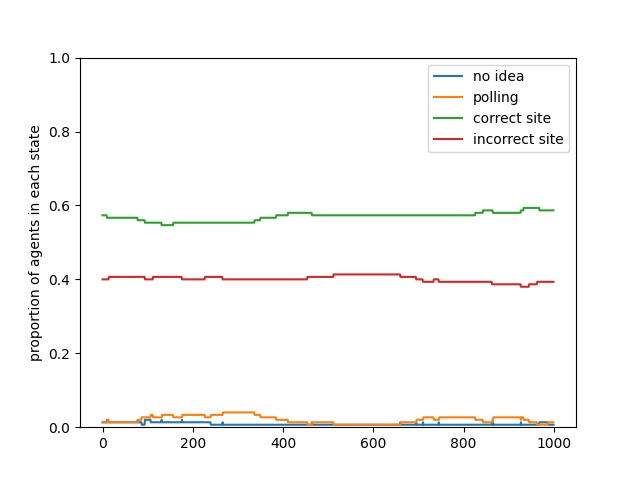 1.0
0.8
0.6
0.4
0.2
0.0
proportion of agents in each state
no idea
polling
correct site
incorrect site
0 200 400 600 800 1000